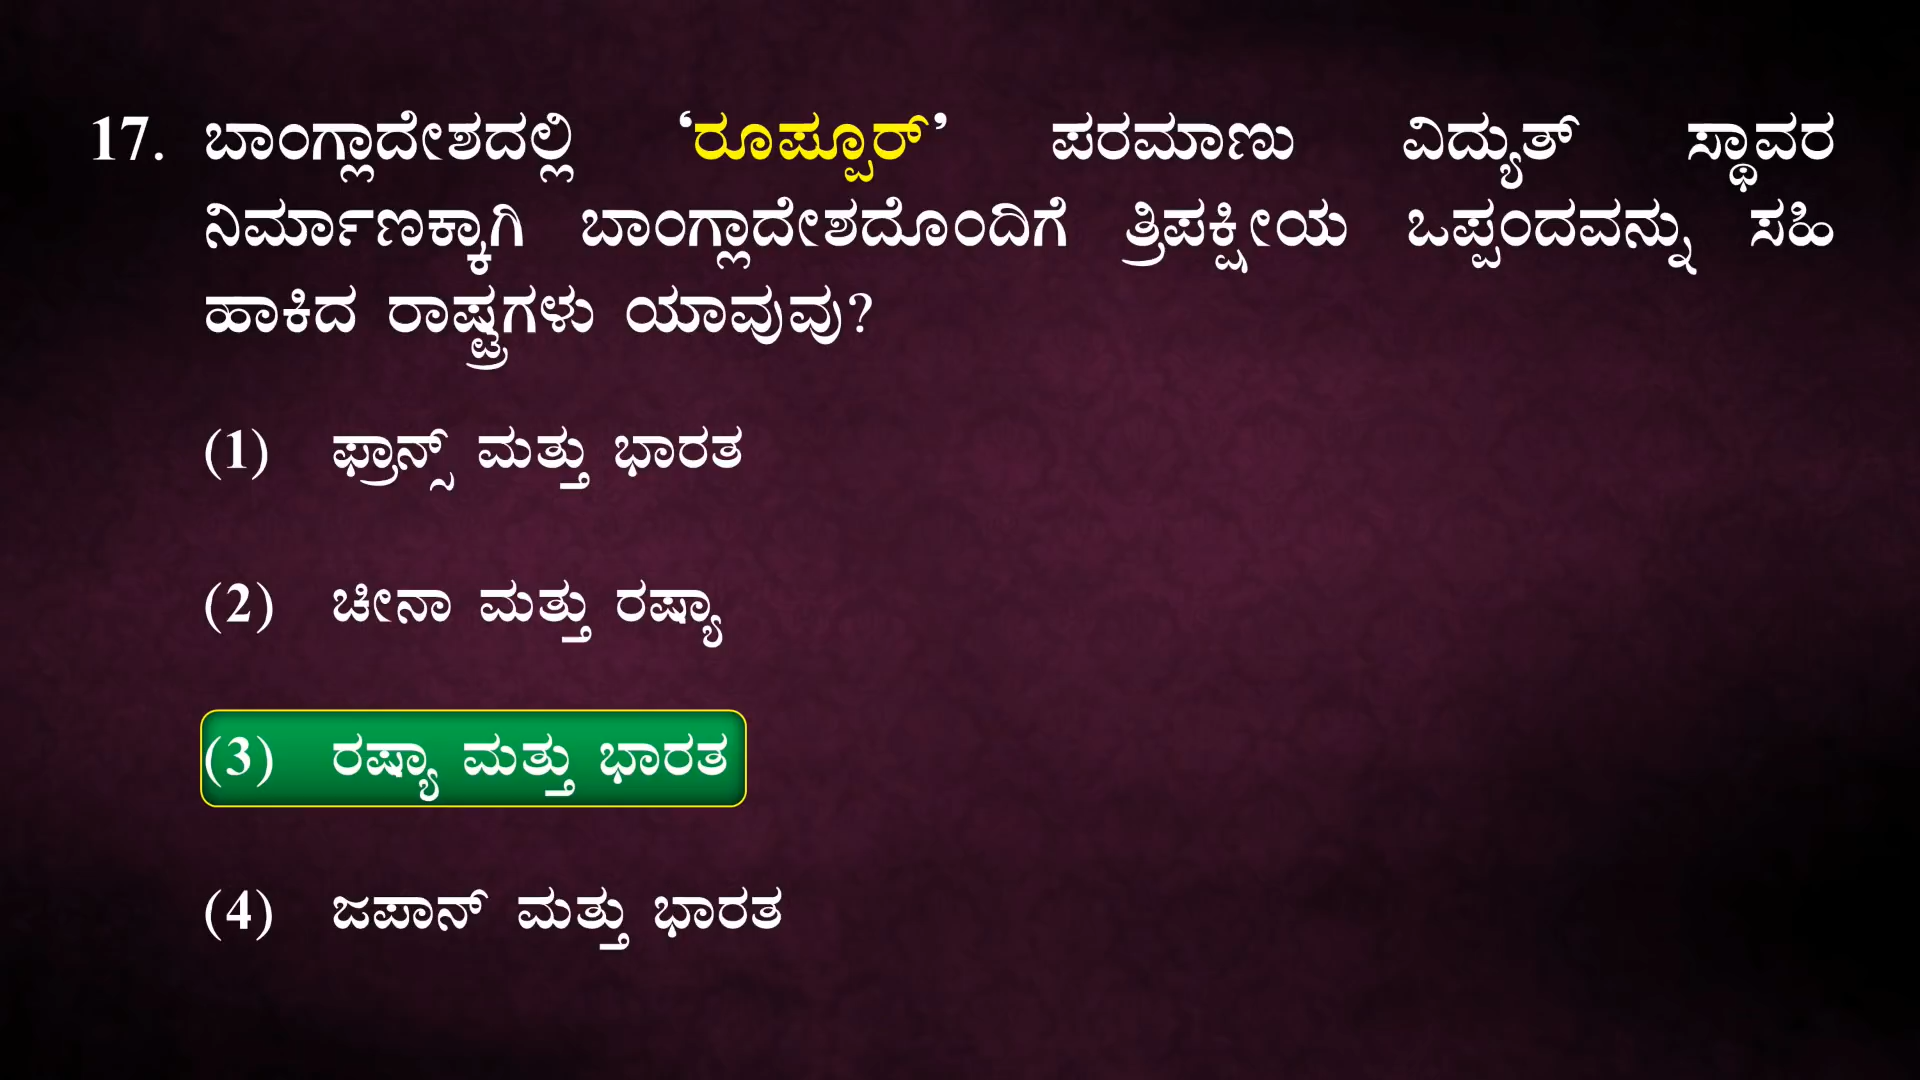 17. ಬಾಂಗ್ಲಾದೇಶದಲ್ಲಿ ‘ರೂಪ್ಪೂರ್’ ಪರಮಾಣು ವಿದ್ಯುತ್ ಸ್ಥಾವರ
ನಿರ್ಮಾಣಕ್ಕಾಗಿ ಬಾಂಗ್ಲಾದೇಶದೊಂದಿಗೆ ತ್ರಿಪಕ್ಷೀಯ ಒಪ್ಪಂದವನ್ನು ಸಹಿ
ಹಾಕಿದ ರಾಷ್ಟ್ರಗಳು ಯಾವುವು?
(1) ಫ್ರಾನ್ಸ್ ಮತ್ತು ಭಾರತ
(2) ಚೀನಾ ಮತ್ತು ರಷ್ಯಾ
(3) ರಷ್ಯಾ ಮತ್ತು ಭಾರತ
(4) ಜಪಾನ್ ಮತ್ತು ಭಾರತ